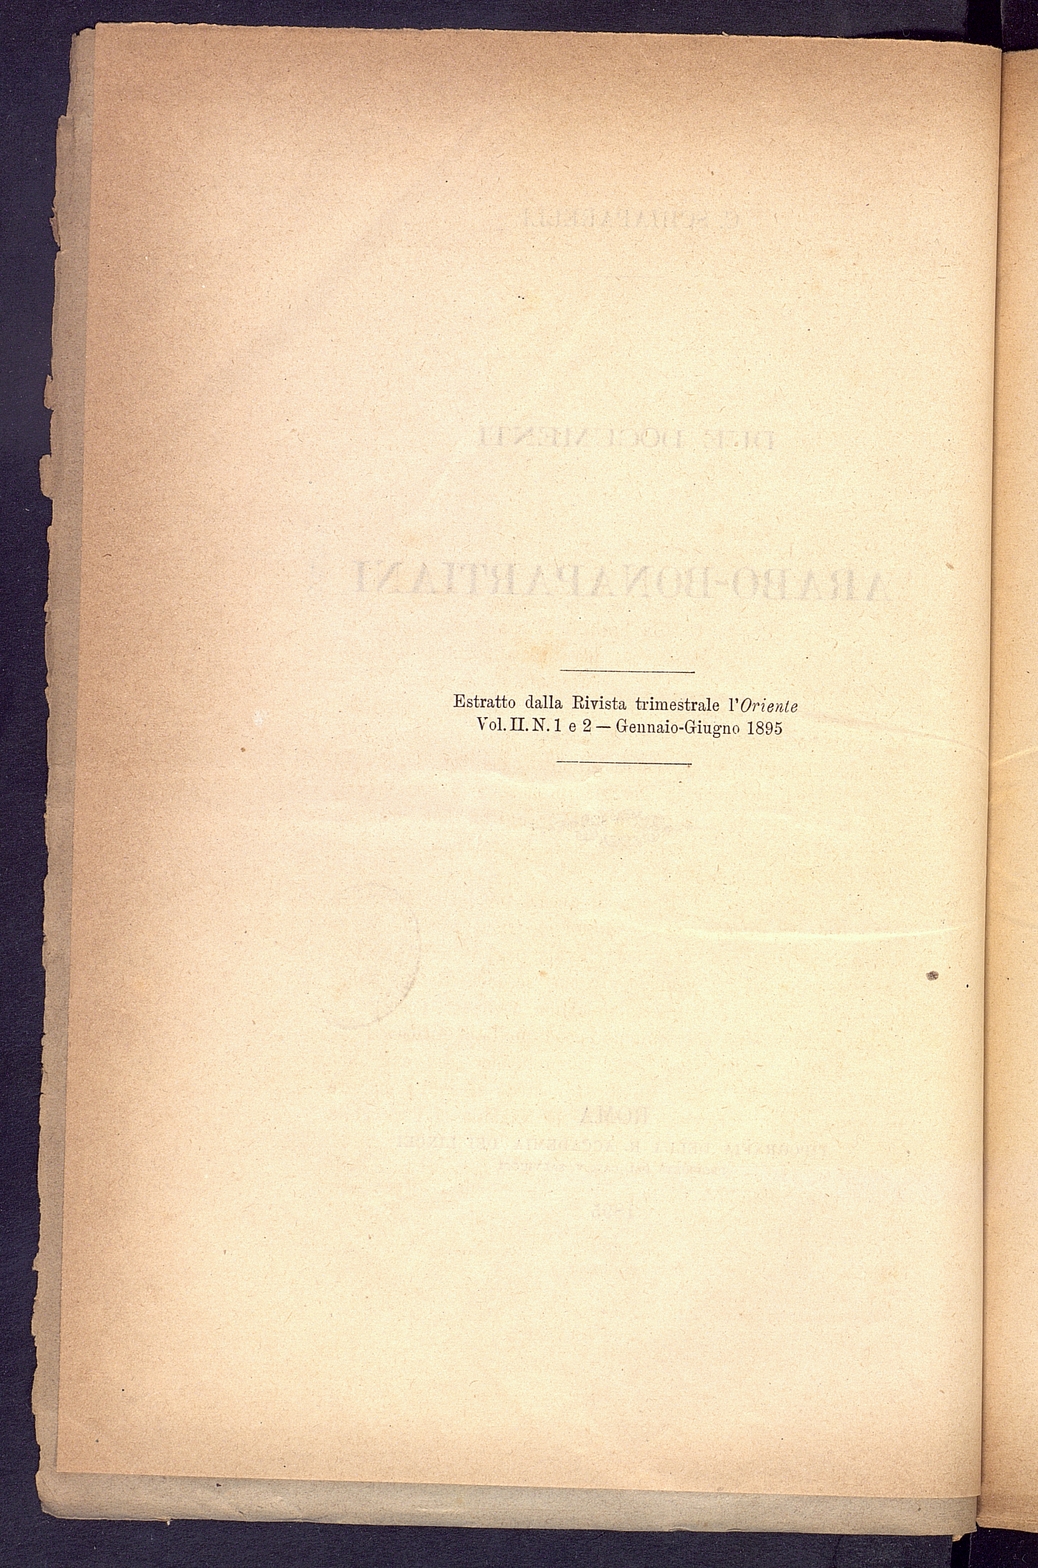 Estratto dalla Rivista trimestrale l'Oriente
Vol. II. N. 1 e 2 — Gennaio-Giugno 1895